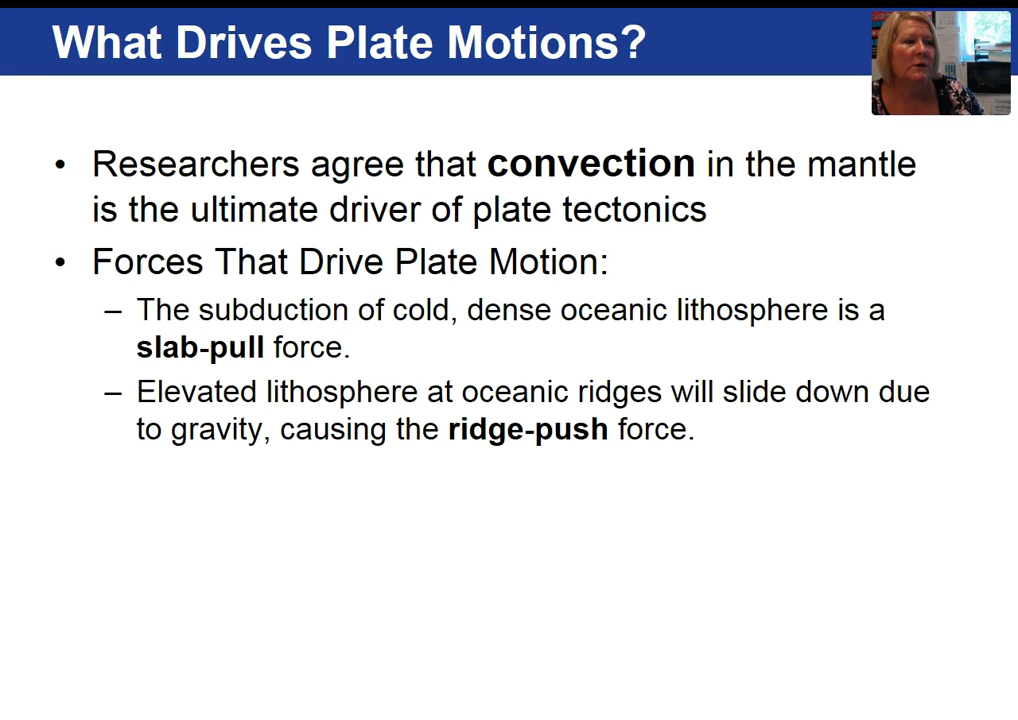 What Drives Plate Motions?
• Researchers agree that convection in the mantle
is the ultimate driver of plate tectonics
• Forces That Drive Plate Motion:
– The subduction of cold, dense oceanic lithosphere is a
slab-pull force.
– Elevated lithosphere at oceanic ridges will slide down due
to gravity, causing the ridge-push force.